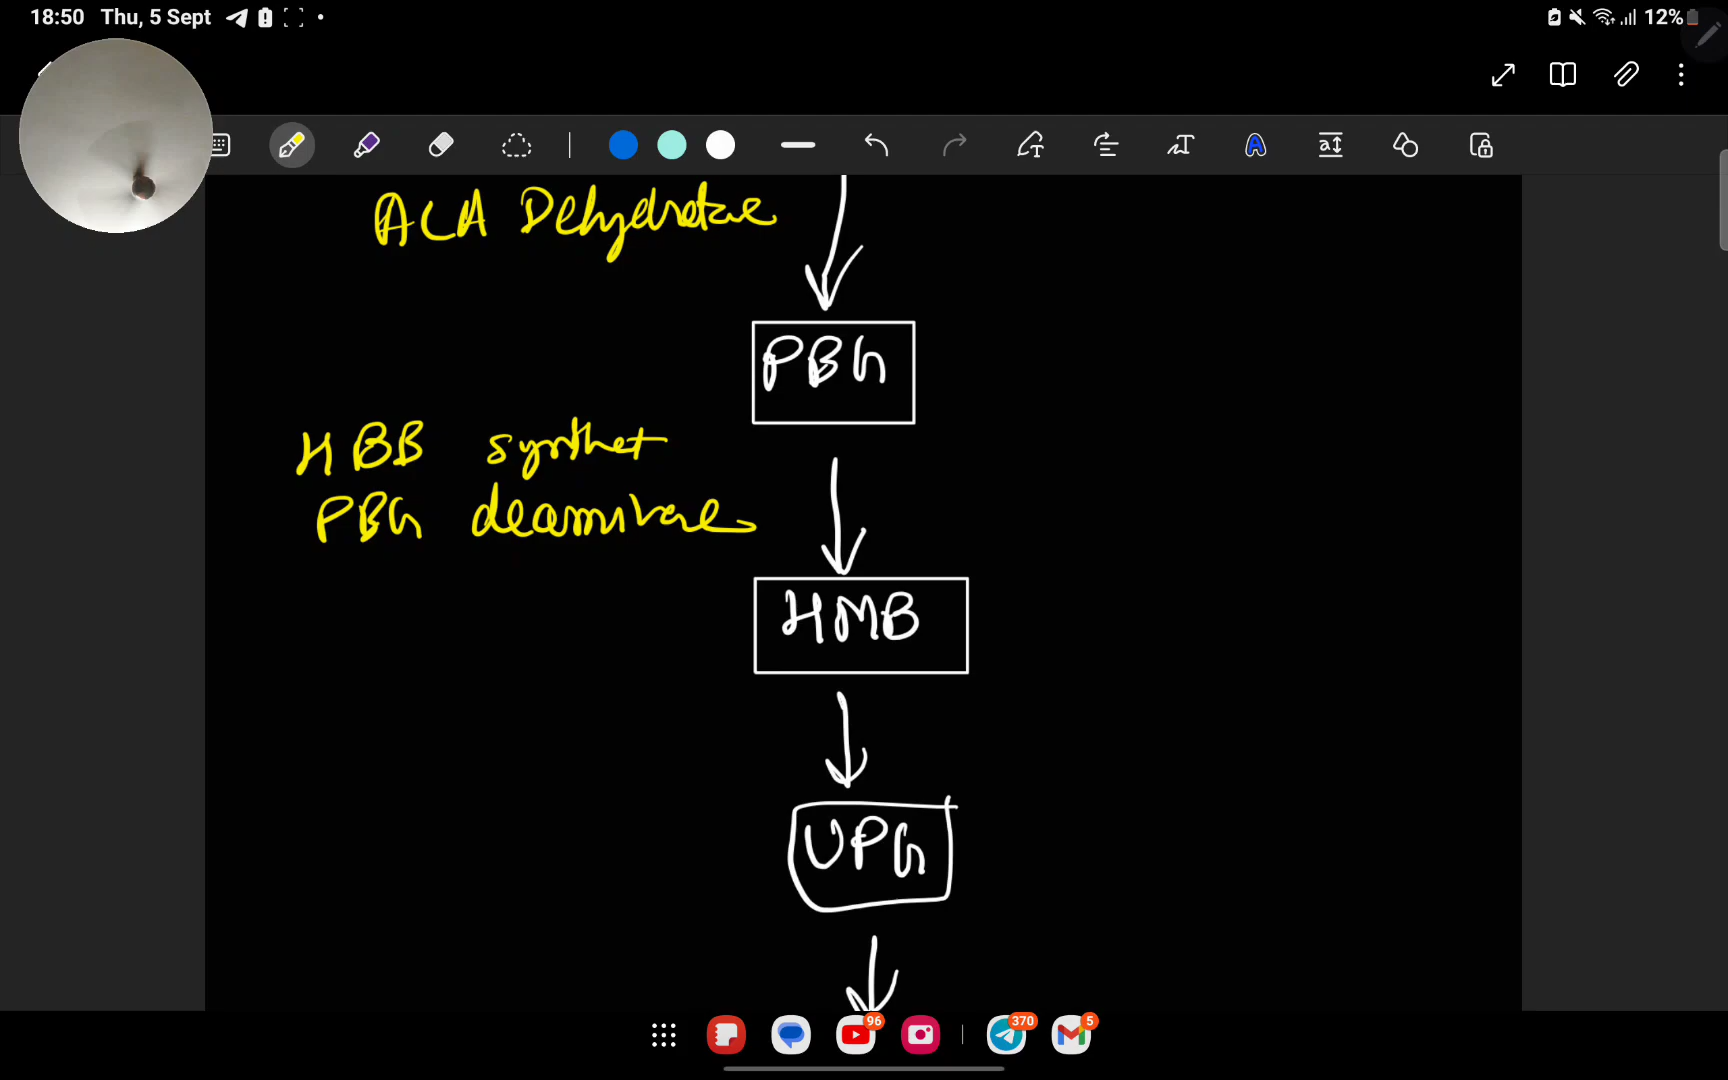 18:50 Thu, 5 Sept 12%
ALA Dehydratase
PBG
HBB synthet
PBG deaminase
HMB
UPG
96 370 5